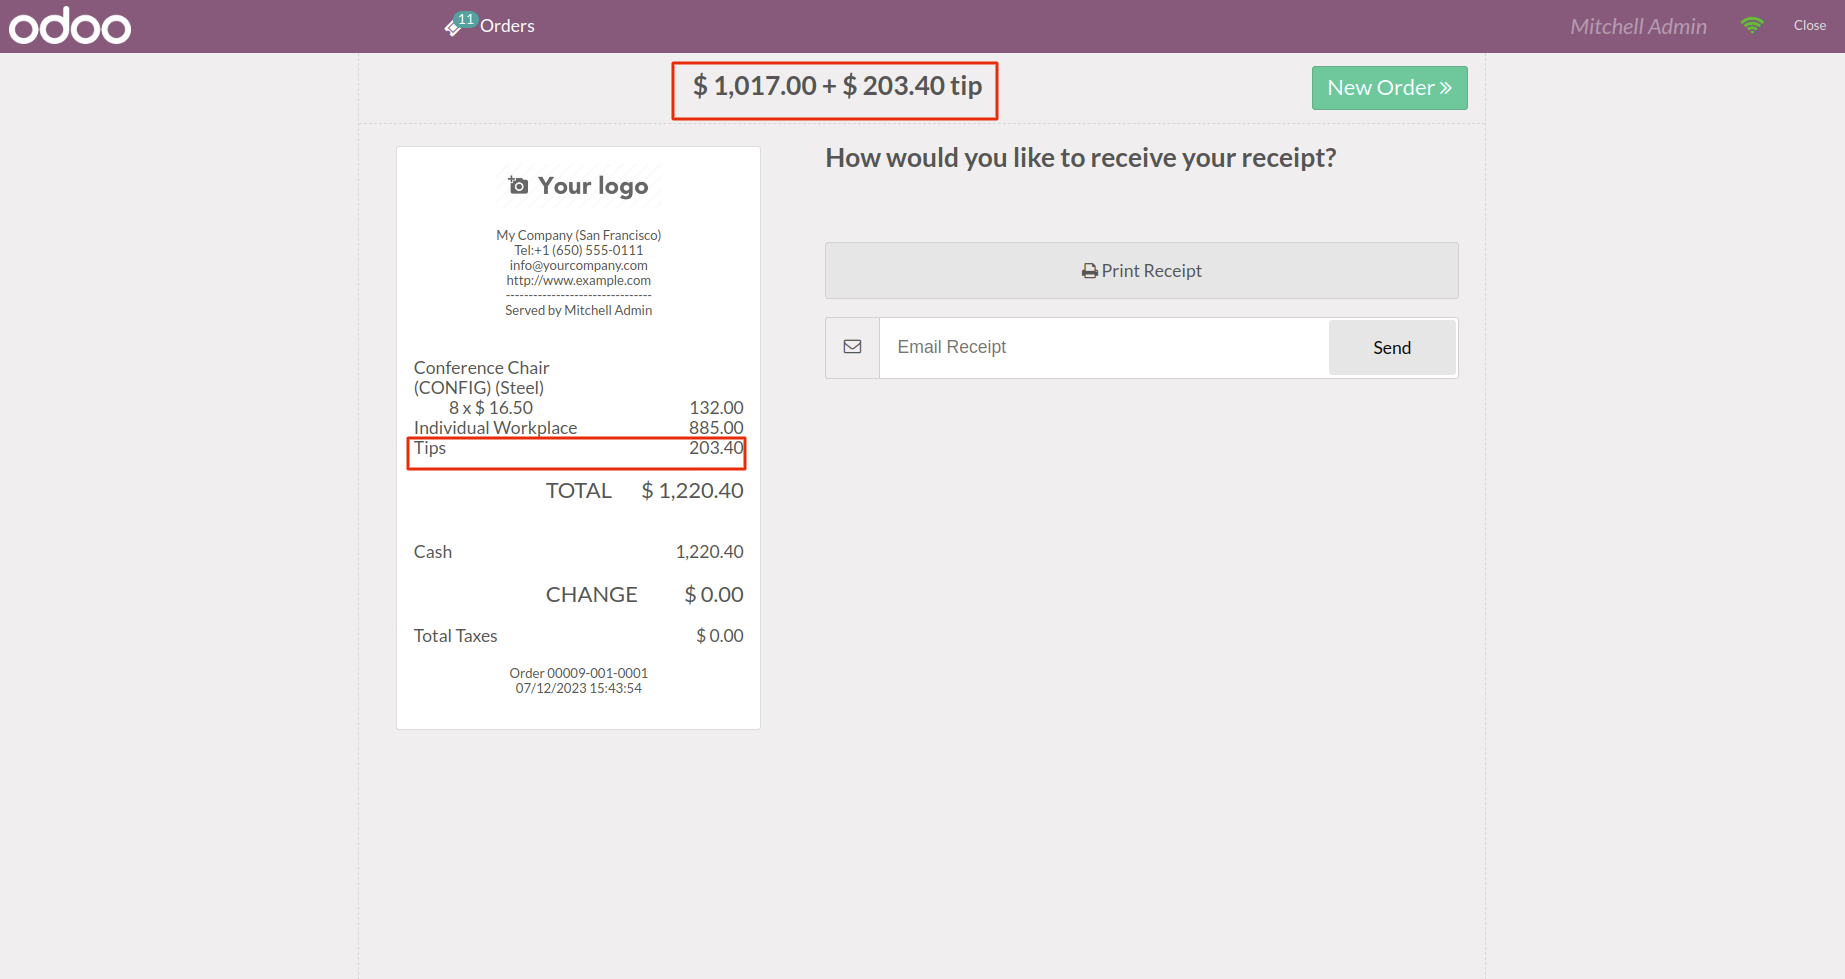 odoo
11 Orders
Mitchell Admin
Close
$ 1,017.00 + $ 203.40 tip
New Order »
Your logo
My Company (San Francisco)
Tel:+1 (650) 555-0111
info@yourcompany.com
http://www.example.com
--------------------------------
Served by Mitchell Admin
Conference Chair
(CONFIG) (Steel)
8 x $ 16.50 132.00
Individual Workplace 885.00
Tips 203.40
TOTAL $ 1,220.40
Cash 1,220.40
CHANGE $ 0.00
Total Taxes $ 0.00
Order 00009-001-0001
07/12/2023 15:43:54
How would you like to receive your receipt?
Print Receipt
Email Receipt
Send